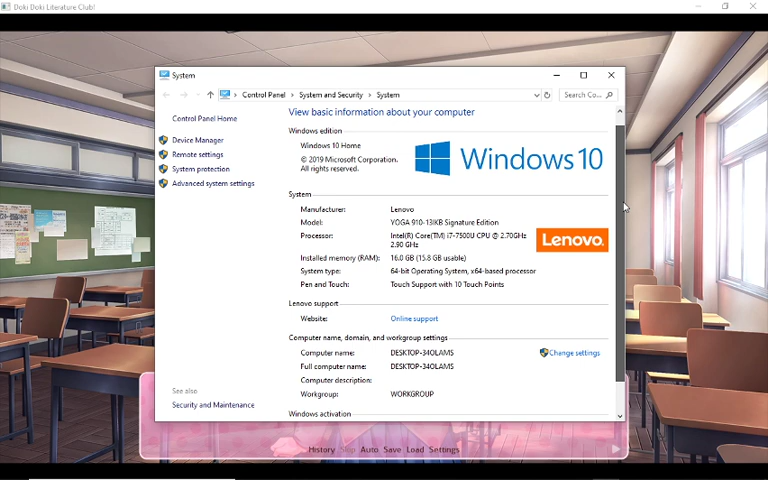 Doki Doki Literature Club!
System
Control Panel > System and Security > System
Search Co...
Control Panel Home
Device Manager
Remote settings
System protection
Advanced system settings
See also
Security and Maintenance
View basic information about your computer
Windows edition
Windows 10 Home
© 2019 Microsoft Corporation.
All rights reserved.
Windows 10
System
Manufacturer: Lenovo
Model: YOGA 910-13IKB Signature Edition
Processor: Intel(R) Core(TM) i7-7500U CPU @ 2.70GHz
2.90 GHz
Lenovo.
Installed memory (RAM): 16.0 GB (15.8 GB usable)
System type: 64-bit Operating System, x64-based processor
Pen and Touch: Touch Support with 10 Touch Points
Lenovo support
Website: Online support
Computer name, domain, and workgroup settings
Computer name: DESKTOP-34OLAMS
Change settings
Full computer name: DESKTOP-34OLAMS
Computer description:
Workgroup: WORKGROUP
Windows activation
History Skip Auto Save Load Settings